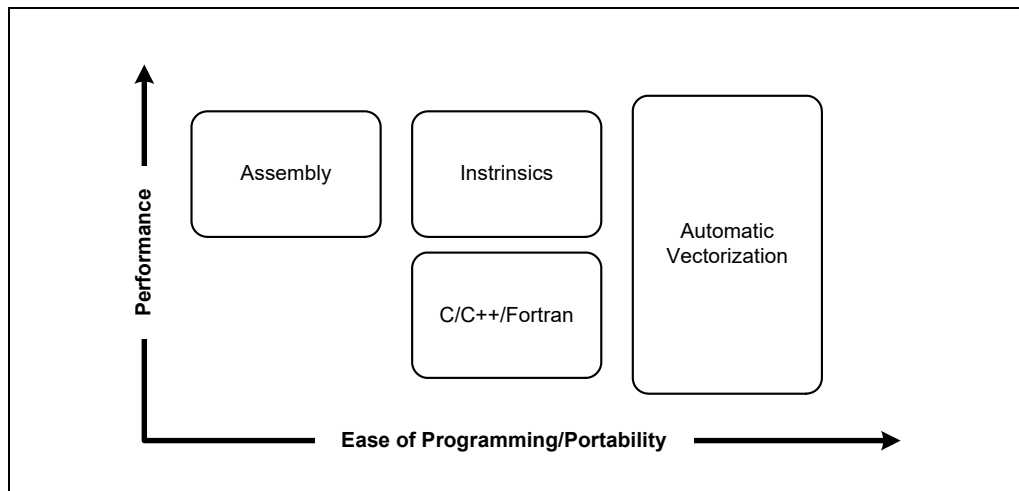 Performance
Assembly
Instrinsics
Automatic
Vectorization
C/C++/Fortran
Ease of Programming/Portability